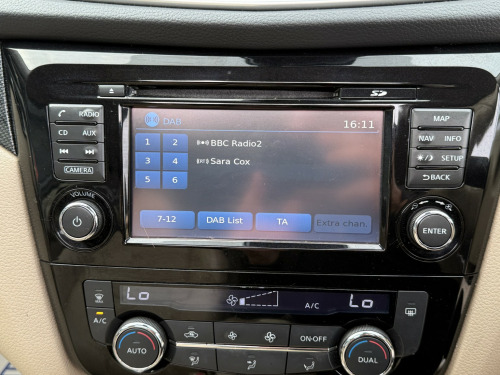 SD
RADIO
CD AUX
CAMERA
VOLUME
DAB
16:11
1 2
BBC Radio2
3 4
Sara Cox
5 6
7-12
DAB List
TA
Extra chan.
MAP
NAV INFO
SETUP
BACK
ENTER
Lo
A/C
Lo
A/C
AUTO
ON·OFF
DUAL